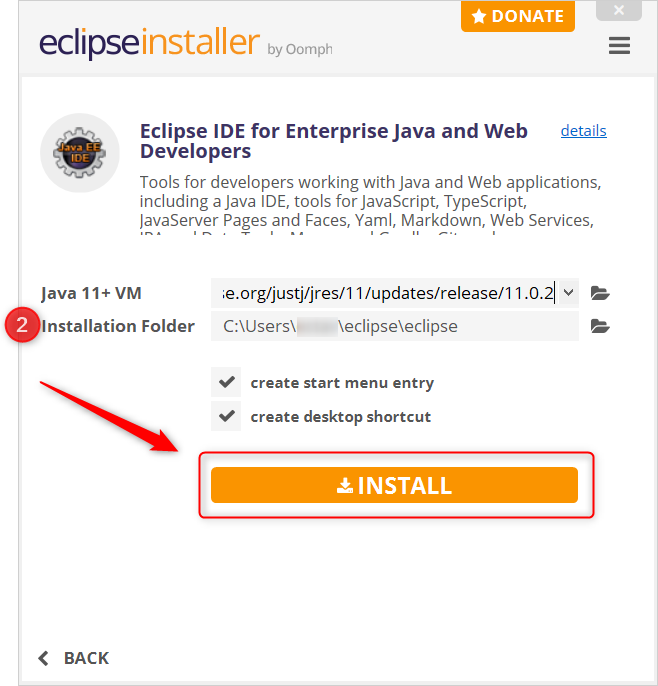 DONATE
eclipseinstaller by Oomph
Java EE
IDE
Eclipse IDE for Enterprise Java and Web
Developers
details
Tools for developers working with Java and Web applications,
including a Java IDE, tools for JavaScript, TypeScript,
JavaServer Pages and Faces, Yaml, Markdown, Web Services,
Java 11+ VM
se.org/justj/jres/11/updates/release/11.0.2
2
Installation Folder
C:\Users\ \eclipse\eclipse
create start menu entry
create desktop shortcut
INSTALL
BACK